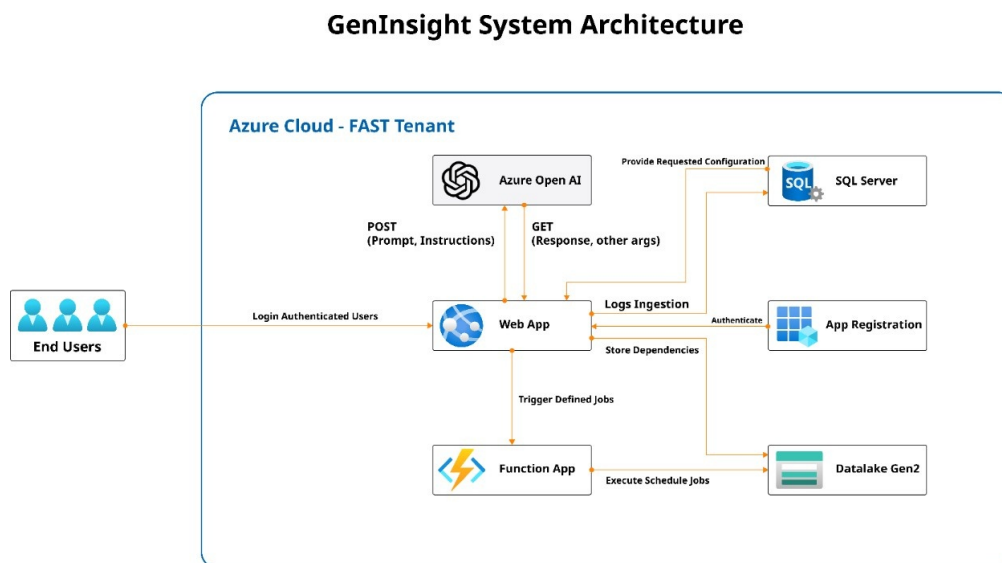 GenInsight System Architecture
Azure Cloud - FAST Tenant
Azure Open AI
Provide Requested Configuration
SQL
SQL Server
POST
(Prompt, Instructions)
GET
(Response, other args)
End Users
Login Authenticated Users
Web App
Logs Ingestion
Authenticate
App Registration
Store Dependencies
Trigger Defined Jobs
Function App
Execute Schedule Jobs
Datalake Gen2